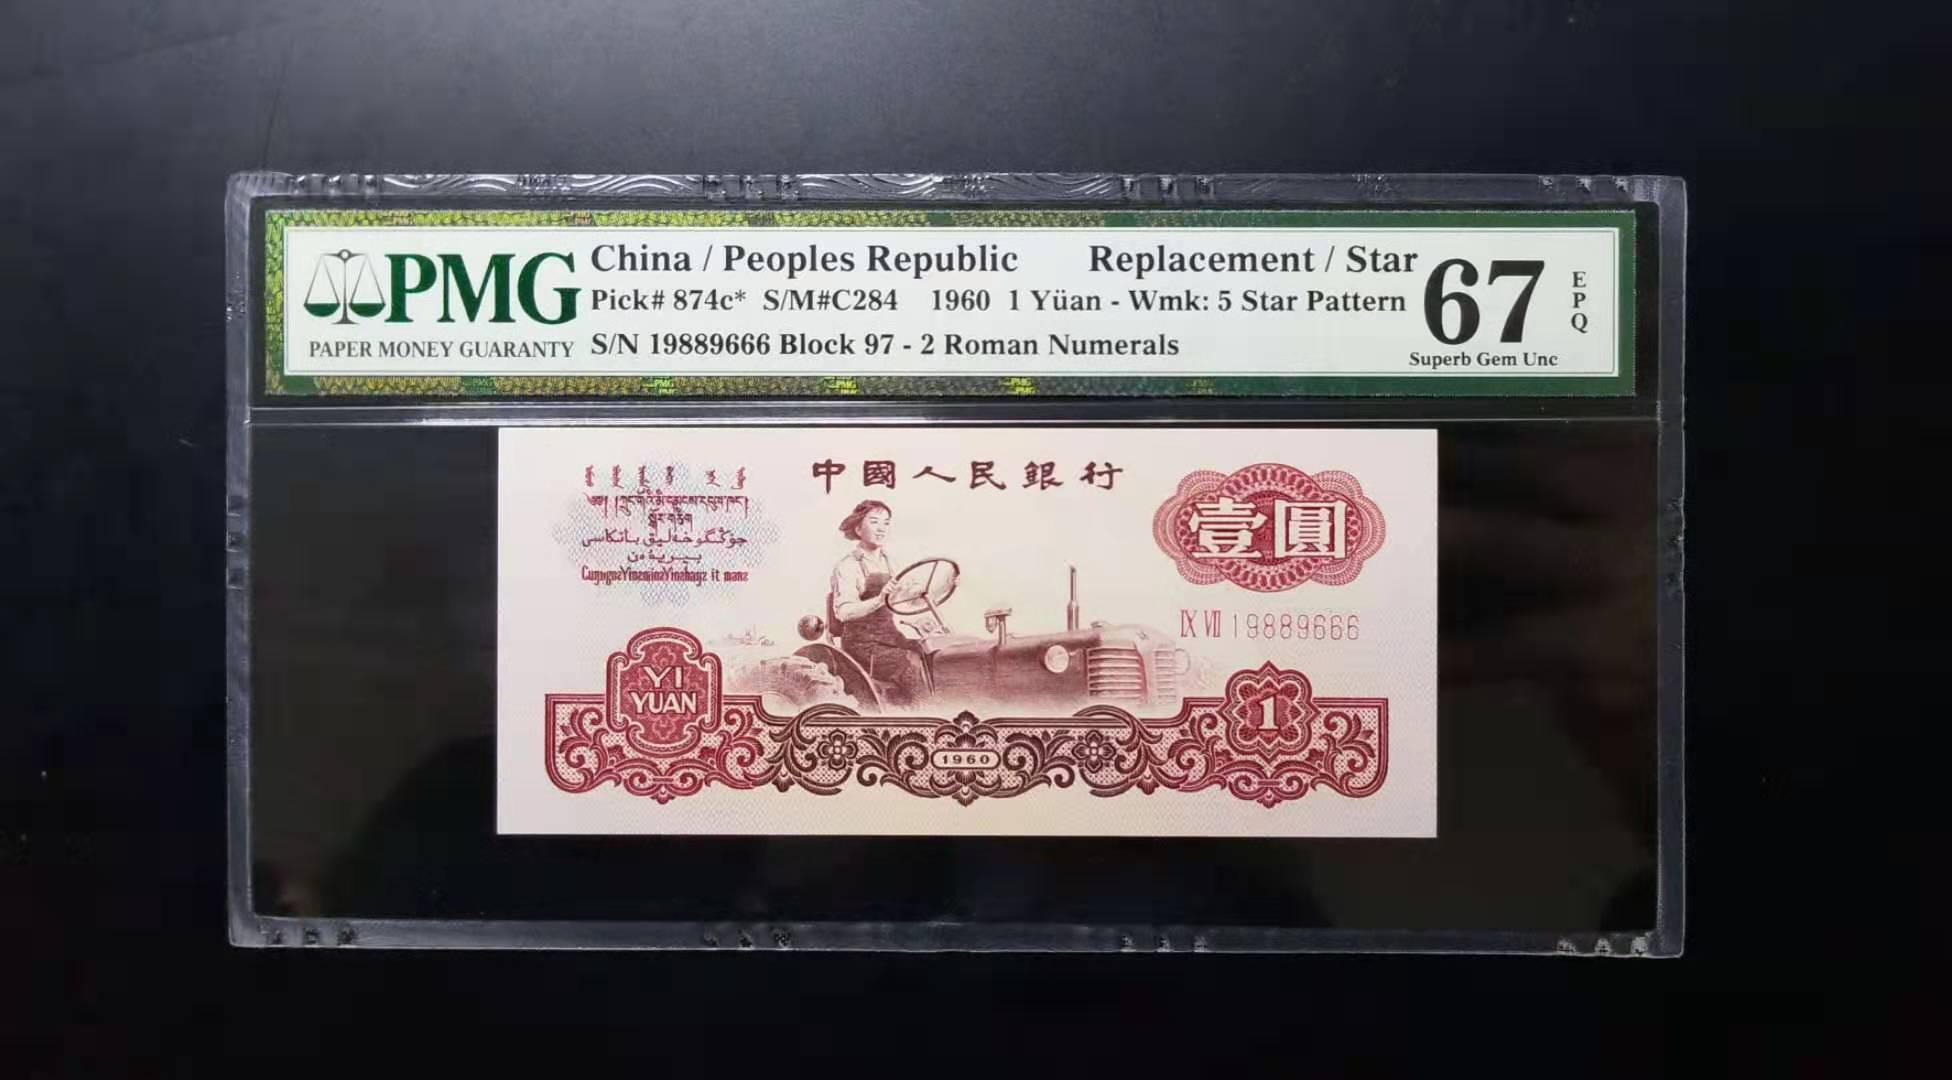 PMG
PAPER MONEY GUARANTY
China / Peoples Republic Replacement / Star
Pick# 874c* S/M#C284 1960 1 Yüan - Wmk: 5 Star Pattern
S/N 19889666 Block 97 - 2 Roman Numerals
67
EPQ
Superb Gem Unc
中國人民銀行
壹圓
IX VII 19889666
YI
YUAN
1960
1